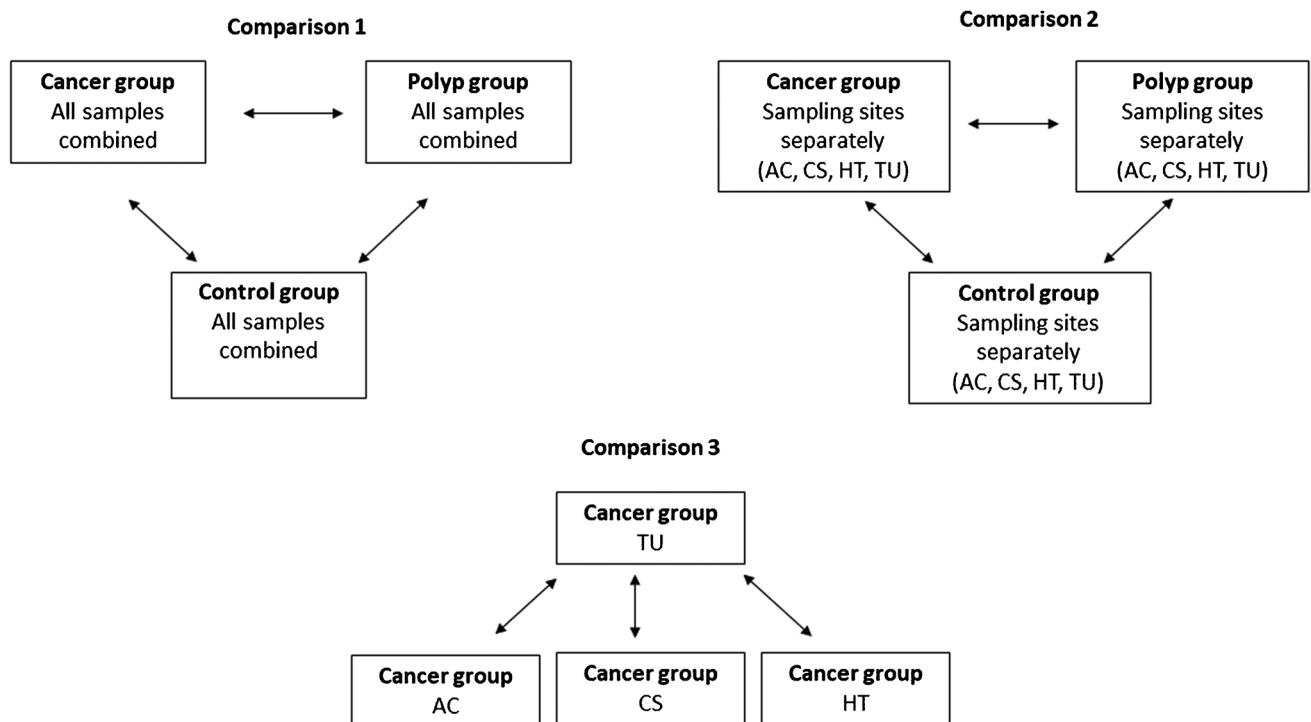 Comparison 1
Cancer group
All samples
combined
Polyp group
All samples
combined
Control group
All samples
combined
Comparison 2
Cancer group
Sampling sites
separately
(AC, CS, HT, TU)
Polyp group
Sampling sites
separately
(AC, CS, HT, TU)
Control group
Sampling sites
separately
(AC, CS, HT, TU)
Comparison 3
Cancer group
TU
Cancer group
AC
Cancer group
CS
Cancer group
HT